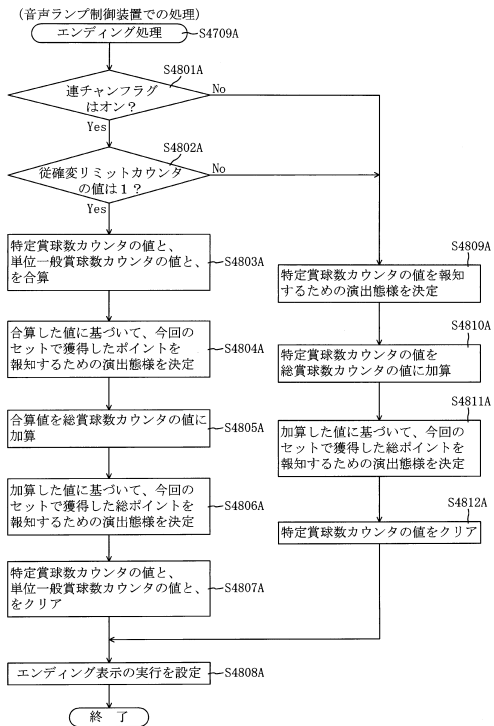 (音声ランプ制御装置での処理)
エンディング処理
S4709A
S4801A
連チャンフラグ
はオン?
No
Yes
S4802A
従確変リミットカウンタ
の値は1?
No
Yes
特定賞球数カウンタの値と、
単位一般賞球数カウンタの値と、
を合算
S4803A
合算した値に基づいて、今回の
セットで獲得したポイントを
報知するための演出態様を決定
S4804A
合算値を総賞球数カウンタの値に
加算
S4805A
加算した値に基づいて、今回の
セットで獲得した総ポイントを
報知するための演出態様を決定
S4806A
特定賞球数カウンタの値と、
単位一般賞球数カウンタの値と、
をクリア
S4807A
S4809A
特定賞球数カウンタの値を報知
するための演出態様を決定
S4810A
特定賞球数カウンタの値を
総賞球数カウンタの値に加算
S4811A
加算した値に基づいて、今回の
セットで獲得した総ポイントを
報知するための演出態様を決定
S4812A
特定賞球数カウンタの値をクリア
エンディング表示の実行を設定
S4808A
終 了